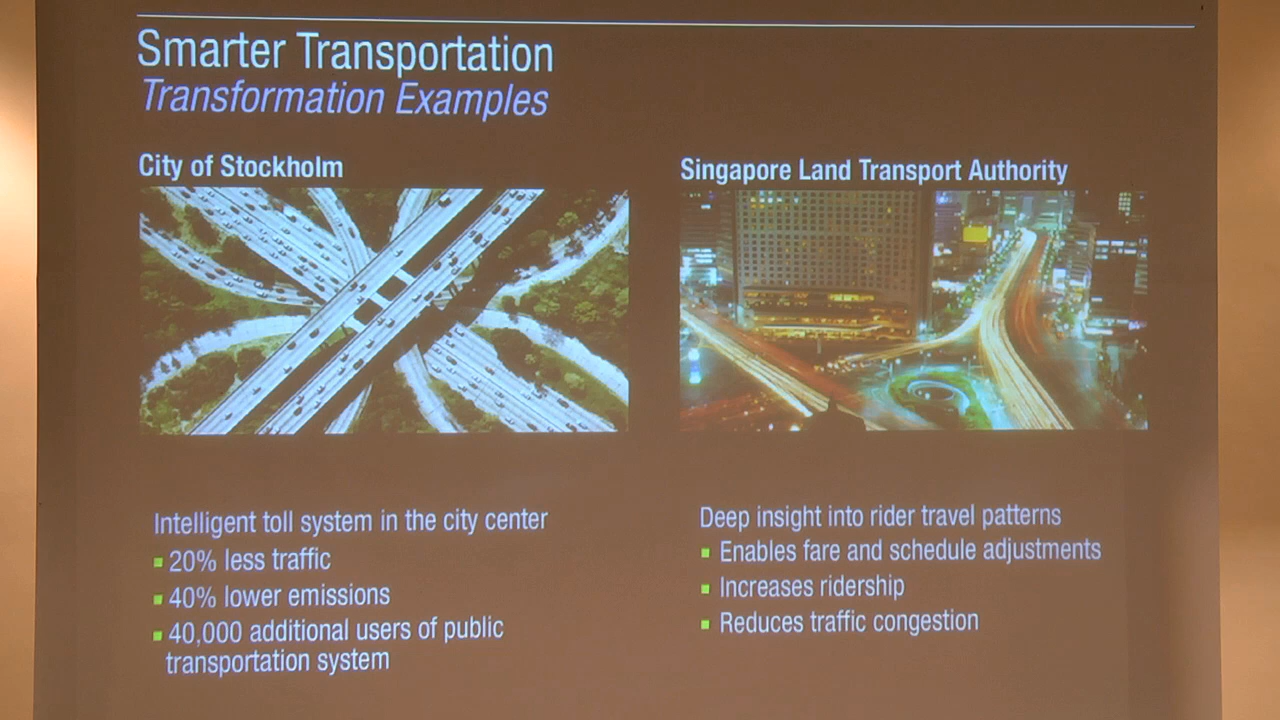 Smarter Transportation
Transformation Examples
City of Stockholm
Intelligent toll system in the city center
▪ 20% less traffic
▪ 40% lower emissions
▪ 40,000 additional users of public
transportation system
Singapore Land Transport Authority
Deep insight into rider travel patterns
▪ Enables fare and schedule adjustments
▪ Increases ridership
▪ Reduces traffic congestion